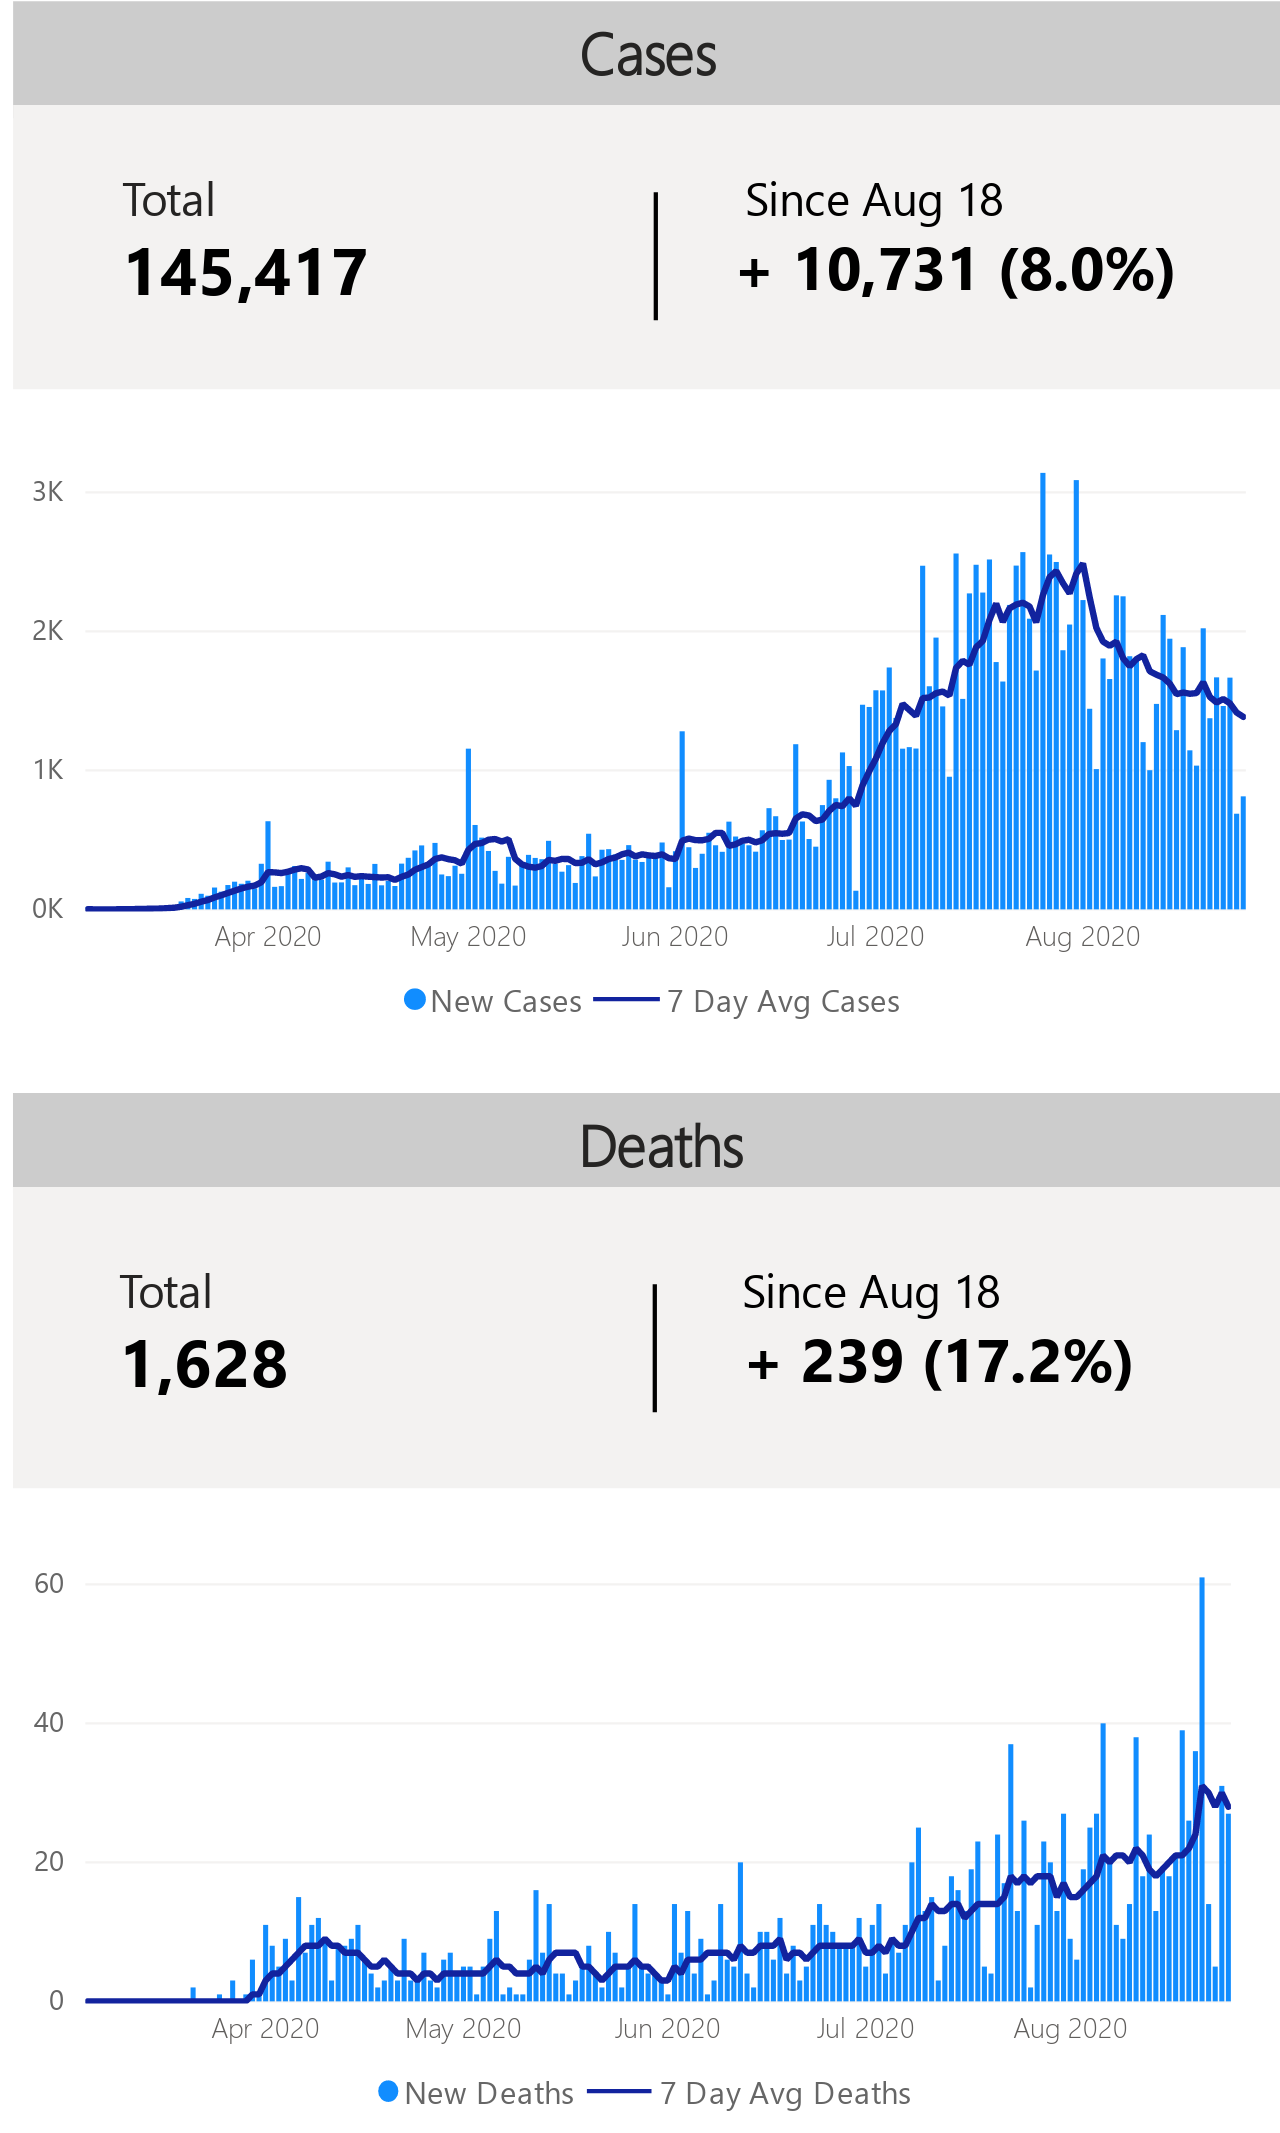 Cases
Total
Since Aug 18
145,417
+ 10,731 (8.0%)
3K
2K
1K
0K
Apr 2020
May 2020
Jun 2020
Jul 2020
Aug 2020
New Cases
7 Day Avg Cases
Deaths
Total
Since Aug 18
1,628
+ 239 (17.2%)
60
40
20
0
Apr 2020
May 2020
Jun 2020
Jul 2020
Aug 2020
New Deaths
7 Day Avg Deaths